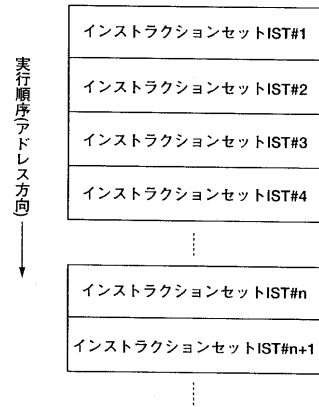 実行順序(アドレス方向)
インストラクションセットIST#1
インストラクションセットIST#2
インストラクションセットIST#3
インストラクションセットIST#4
インストラクションセットIST#n
インストラクションセットIST#n+1